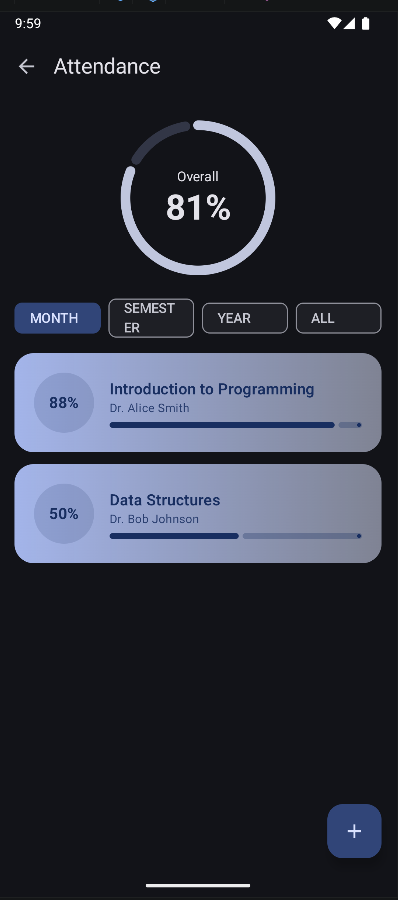 9:59
Attendance
Overall
81%
MONTH
SEMEST
ER
YEAR
ALL
88%
Introduction to Programming
Dr. Alice Smith
50%
Data Structures
Dr. Bob Johnson
+